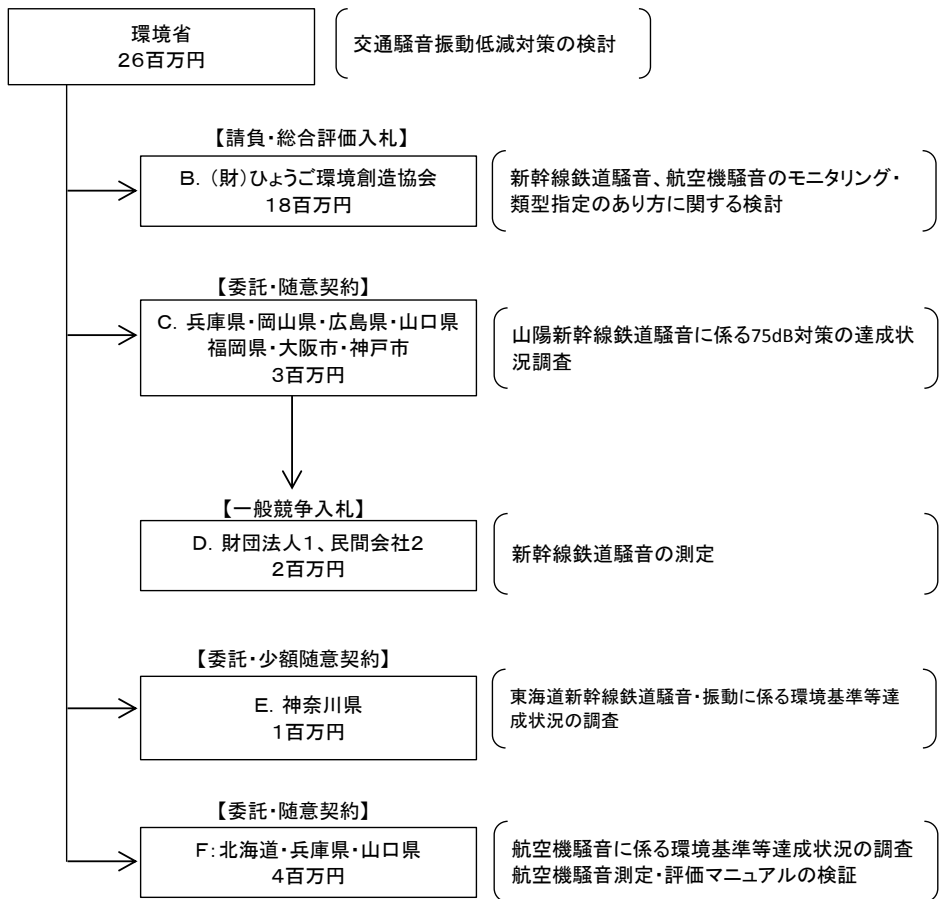 環境省
26百万円
交通騒音振動低減対策の検討
【請負・総合評価入札】
B. (財)ひょうご環境創造協会
18百万円
新幹線鉄道騒音、航空機騒音のモニタリング・
類型指定のあり方に関する検討
【委託・随意契約】
C. 兵庫県・岡山県・広島県・山口県
福岡県・大阪市・神戸市
3百万円
山陽新幹線鉄道騒音に係る75dB対策の達成状
況調査
【一般競争入札】
D. 財団法人1、民間会社2
2百万円
新幹線鉄道騒音の測定
【委託・少額随意契約】
E. 神奈川県
1百万円
東海道新幹線鉄道騒音・振動に係る環境基準等達
成状況の調査
【委託・随意契約】
F:北海道・兵庫県・山口県
4百万円
航空機騒音に係る環境基準等達成状況の調査
航空機騒音測定・評価マニュアルの検証